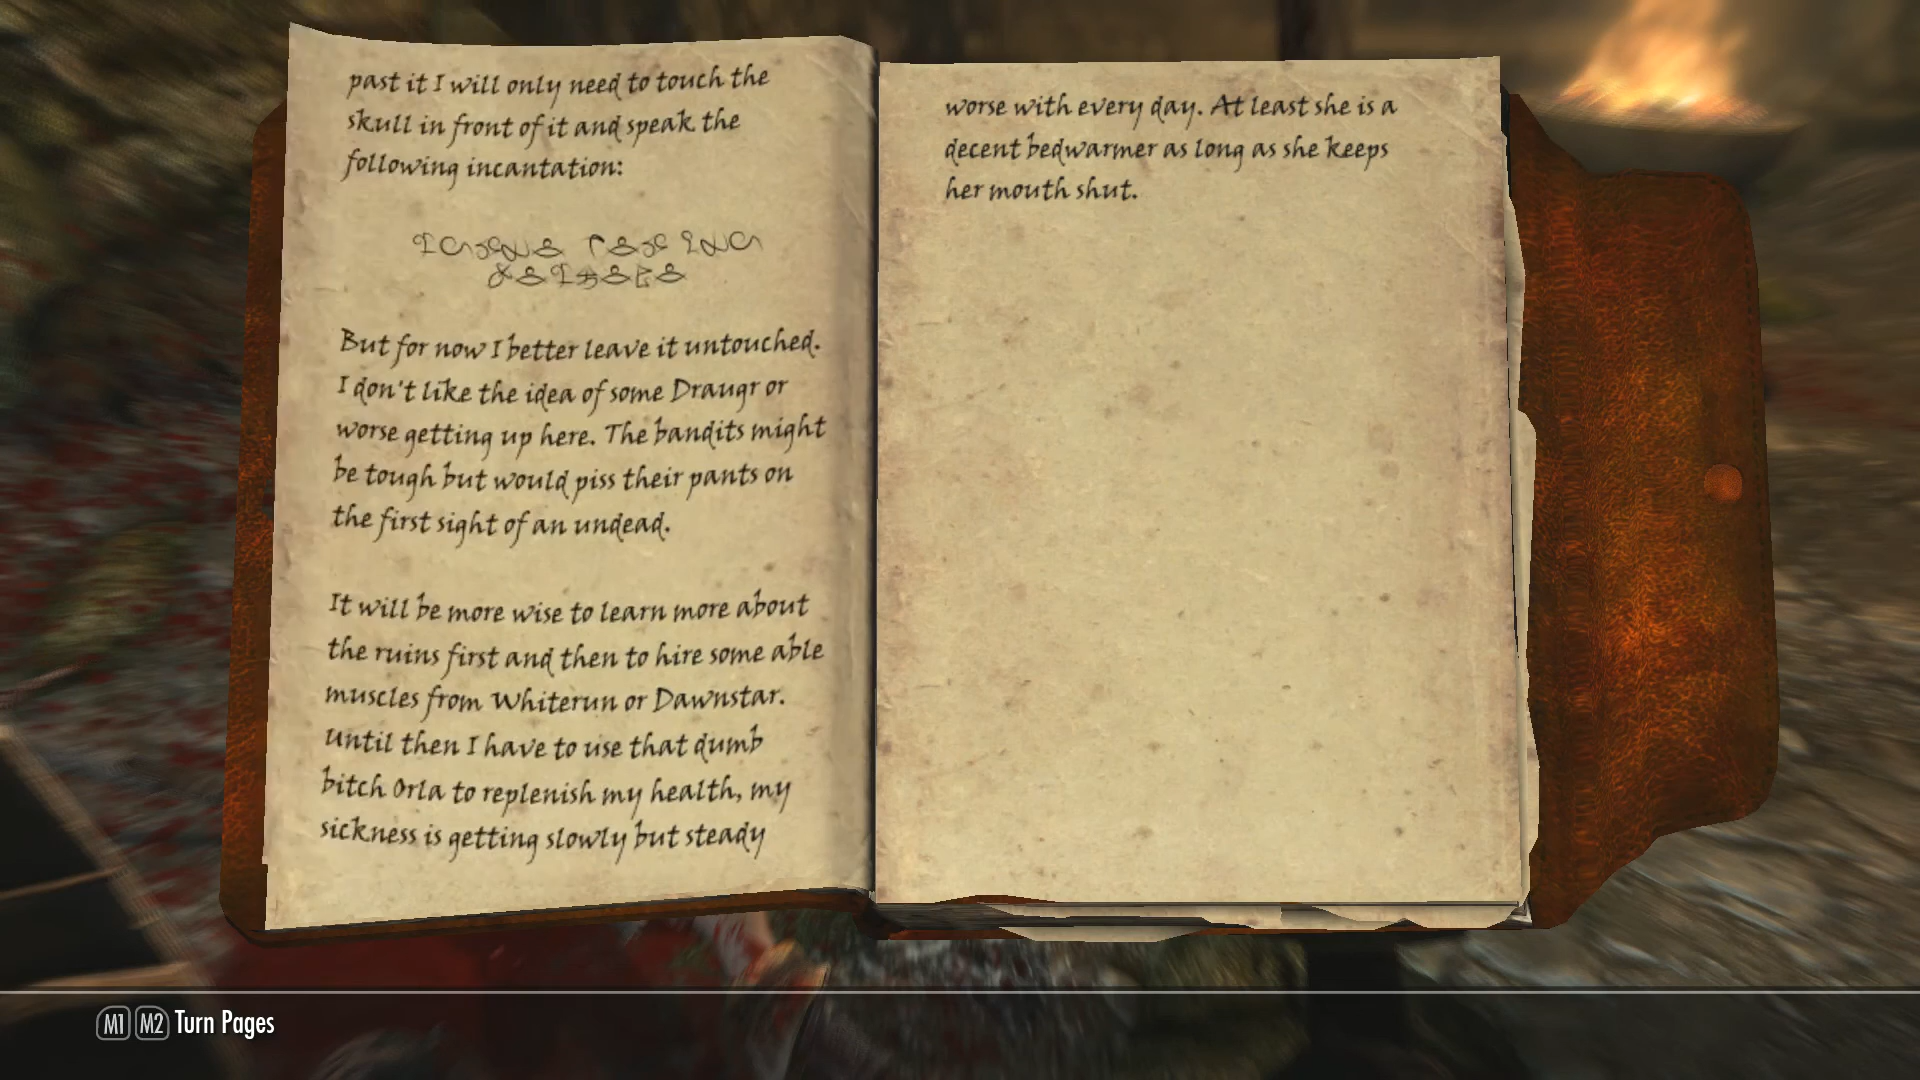 past it I will only need to touch the
skull in front of it and speak the
following incantation:
But for now I better leave it untouched.
I don't like the idea of some Draugr or
worse getting up here. The bandits might
be tough but would piss their pants on
the first sight of an undead.
It will be more wise to learn more about
the ruins first and then to hire some able
muscles from Whiterun or Dawnstar.
Until then I have to use that dumb
bitch Orla to replenish my health, my
sickness is getting slowly but steady
worse with every day. At least she is a
decent bedwarmer as long as she keeps
her mouth shut.
M1 M2 Turn Pages